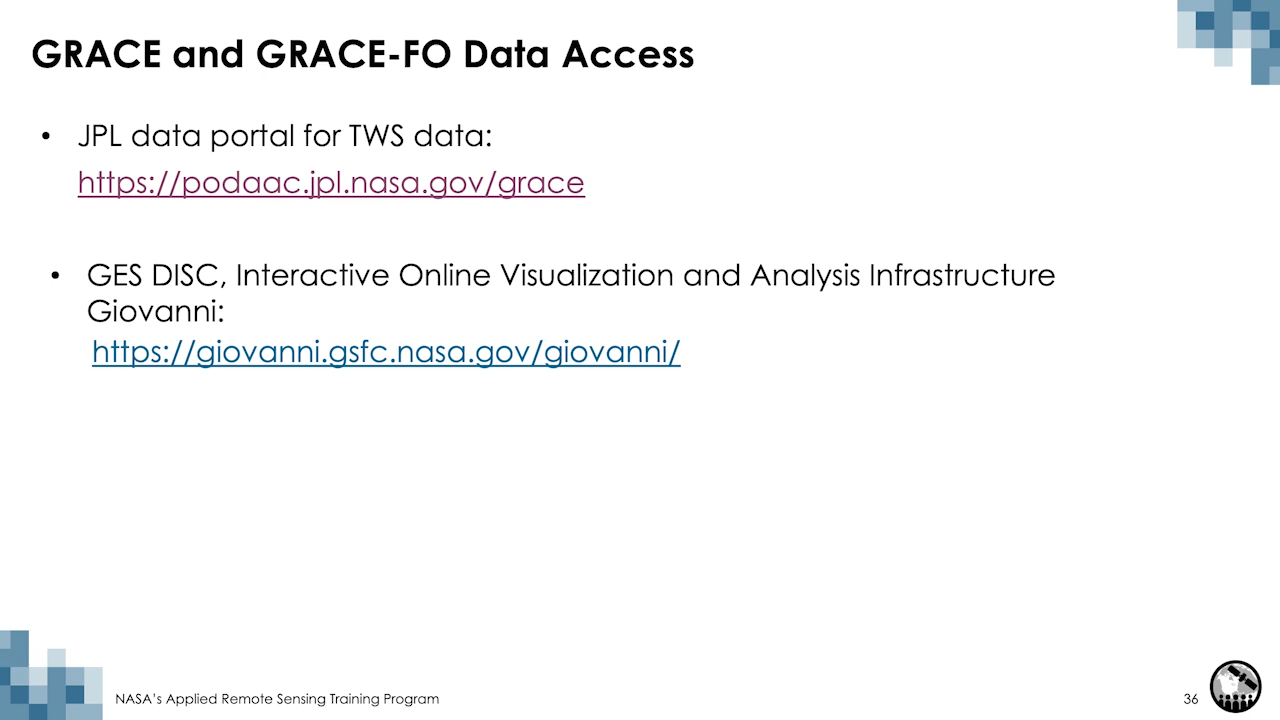 GRACE and GRACE-FO Data Access
• JPL data portal for TWS data:
https://podaac.jpl.nasa.gov/grace
• GES DISC, Interactive Online Visualization and Analysis Infrastructure
Giovanni:
https://giovanni.gsfc.nasa.gov/giovanni/
NASA's Applied Remote Sensing Training Program
36